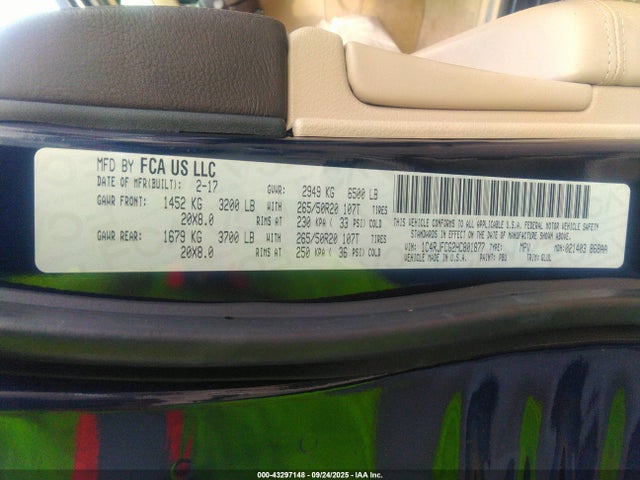 MFD BY FCA US LLC
DATE OF MFR(BUILT): 2-17 GVWR: 2949 KG 6500 LB
GAWR FRONT: 1452 KG 3200 LB WITH 265/50R20 107T TIRES
20X8.0 RIMS AT 230 KPA ( 33 PSI) COLD
GAWR REAR: 1679 KG 3700 LB WITH 265/50R20 107T TIRES
20X8.0 RIMS AT 250 KPA ( 36 PSI) COLD
THIS VEHICLE CONFORMS TO ALL APPLICABLE U.S.A. FEDERAL MOTOR VEHICLE SAFETY
STANDARDS IN EFFECT ON THE DATE OF MANUFACTURE SHOWN ABOVE.
VIN: 1C4RJFCG2HC801877 TYPE: MPV MDH: 021403 868AA
VEHICLE MADE IN U.S.A. PAINT: PBU TRIM: GLUL
000-43297148 - 09/24/2025 - IAA Inc.